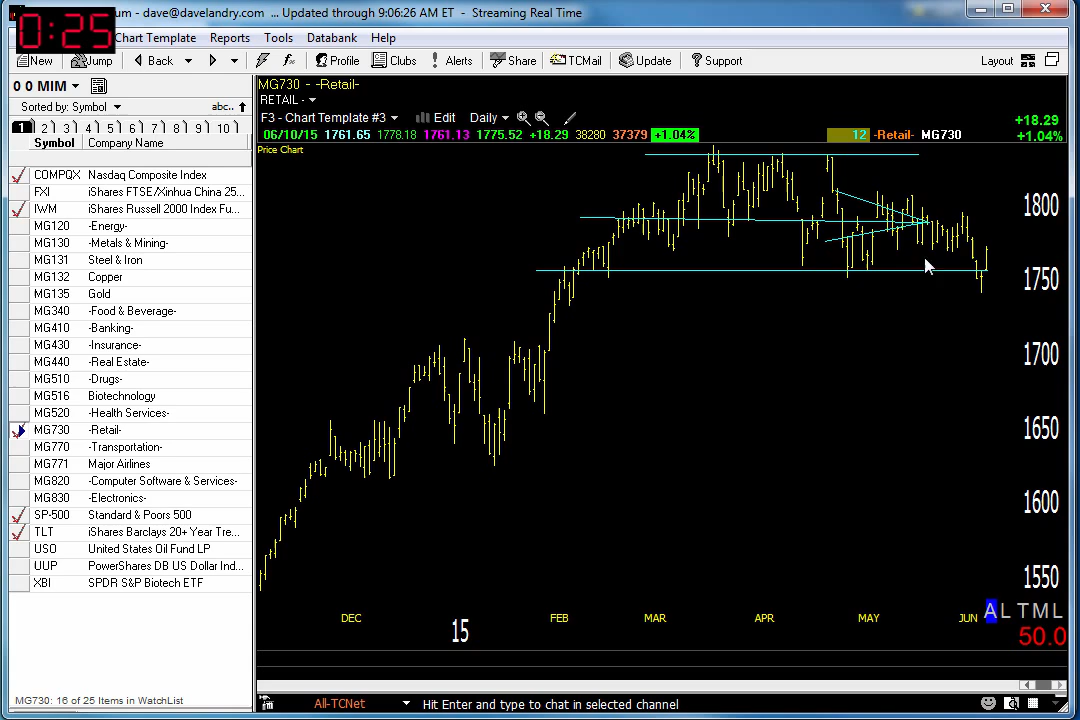 0:25
um - dave@davelandry.com ... Updated through 9:06:26 AM ET - Streaming Real Time
Chart Template Reports Tools Databank Help
New Jump Back Profile Clubs Alerts Share TCMail Update Support Layout
0 0 MIM
Sorted by: Symbol abc..
1 2 3 4 5 6 7 8 9 10
Symbol Company Name
COMPQX Nasdaq Composite Index
FXI iShares FTSE/Xinhua China 25...
IWM iShares Russell 2000 Index Fu...
MG120 -Energy-
MG130 -Metals & Mining-
MG131 Steel & Iron
MG132 Copper
MG135 Gold
MG340 -Food & Beverage-
MG410 -Banking-
MG430 -Insurance-
MG440 -Real Estate-
MG510 -Drugs-
MG516 Biotechnology
MG520 -Health Services-
MG730 -Retail-
MG770 -Transportation-
MG771 Major Airlines
MG820 -Computer Software & Services-
MG830 -Electronics-
SP-500 Standard & Poors 500
TLT iShares Barclays 20+ Year Tre...
USO United States Oil Fund LP
UUP PowerShares DB US Dollar Ind...
XBI SPDR S&P Biotech ETF
MG730: 16 of 25 Items in WatchList
MG730 - -Retail-
RETAIL -
F3 - Chart Template #3 Edit Daily
+18.29
06/10/15 1761.65 1778.18 1761.13 1775.52 +18.29 38280 37379 +1.04% 12 -Retail- MG730 +1.04%
Price Chart
1800
1750
1700
1650
1600
1550
DEC 15 FEB MAR APR MAY JUN
A L T M L
50.0
All-TCNet Hit Enter and type to chat in selected channel